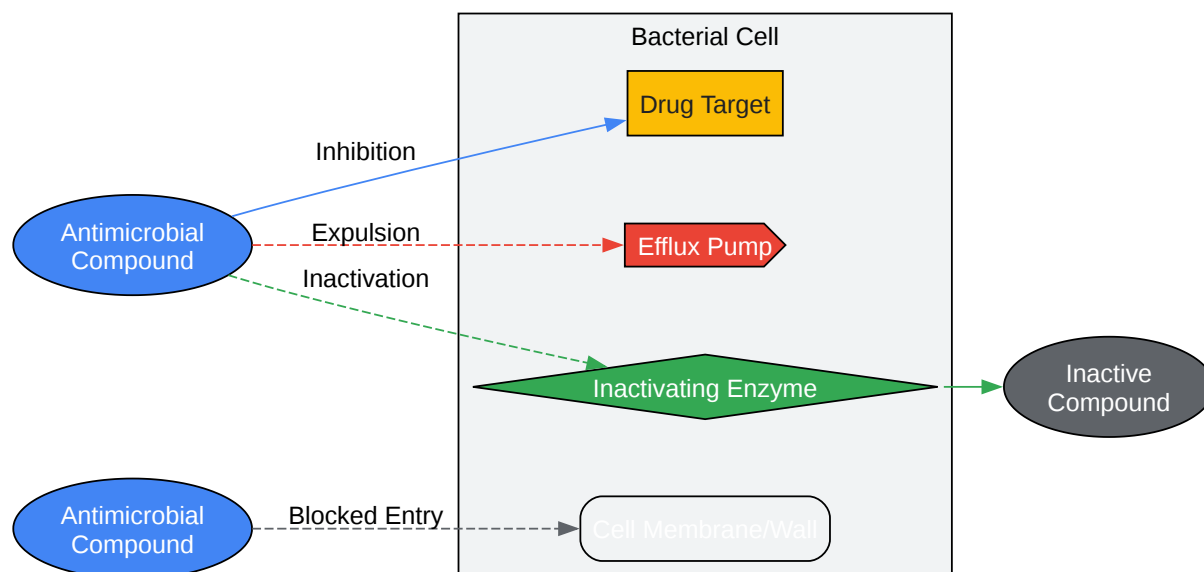 Bacterial Cell
Drug Target
Inhibition
Antimicrobial
Compound
Expulsion
Efflux Pump
Inactivation
Inactivating Enzyme
Inactive
Compound
Antimicrobial
Compound
Blocked Entry
Cell Membrane/Wall